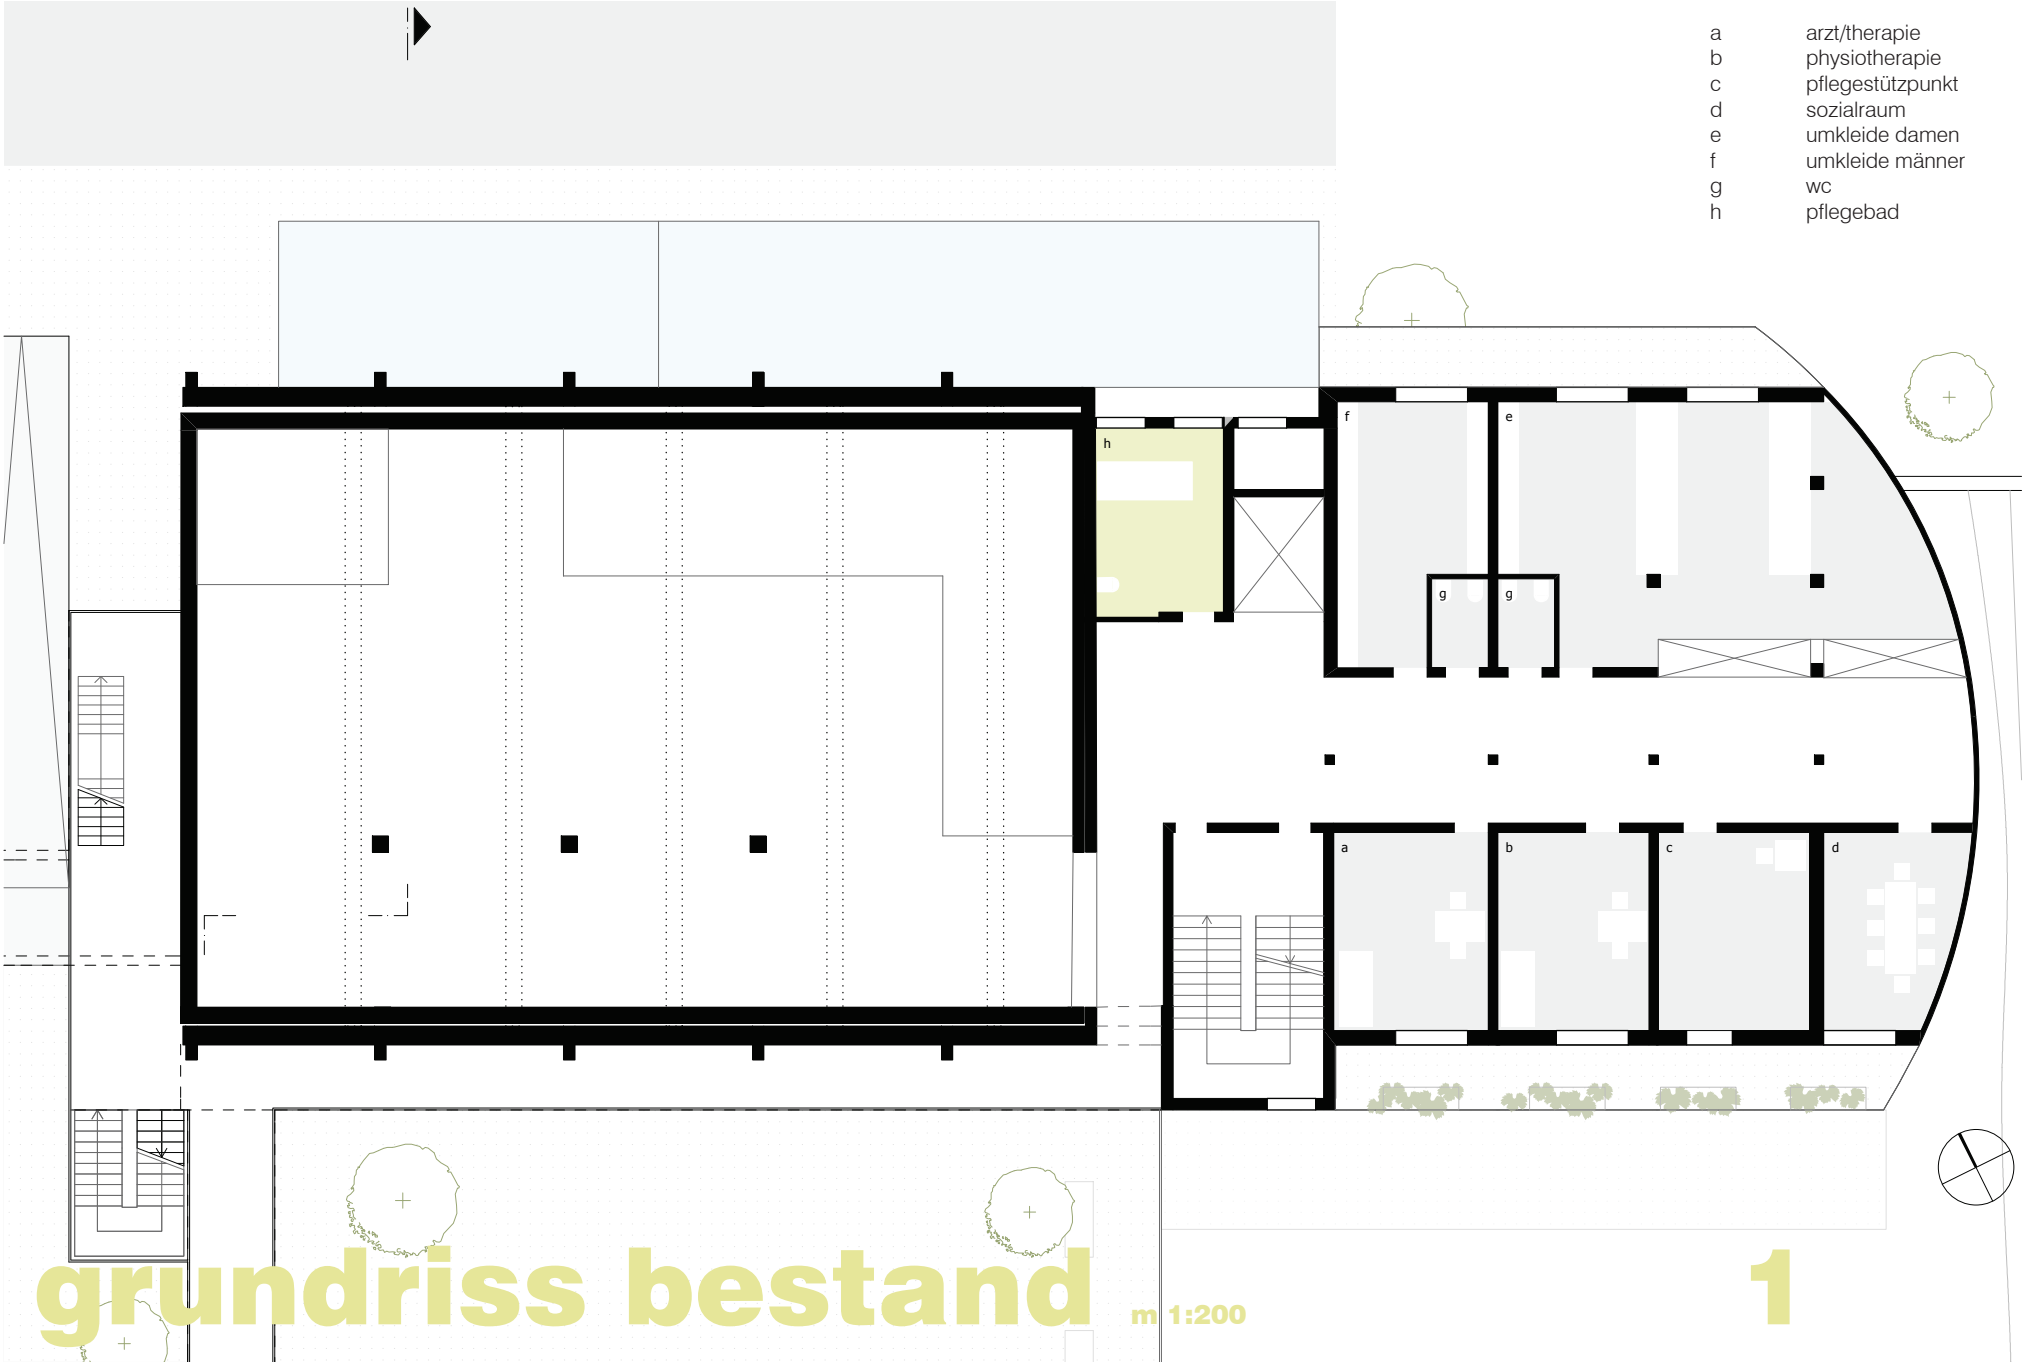 a arzt/therapie
b physiotherapie
c pflegestützpunkt
d sozialraum
e umkleide damen
f umkleide männer
g wc
h pflegebad
f e
h
g g
a b c d
grundriss bestand m 1:200 1